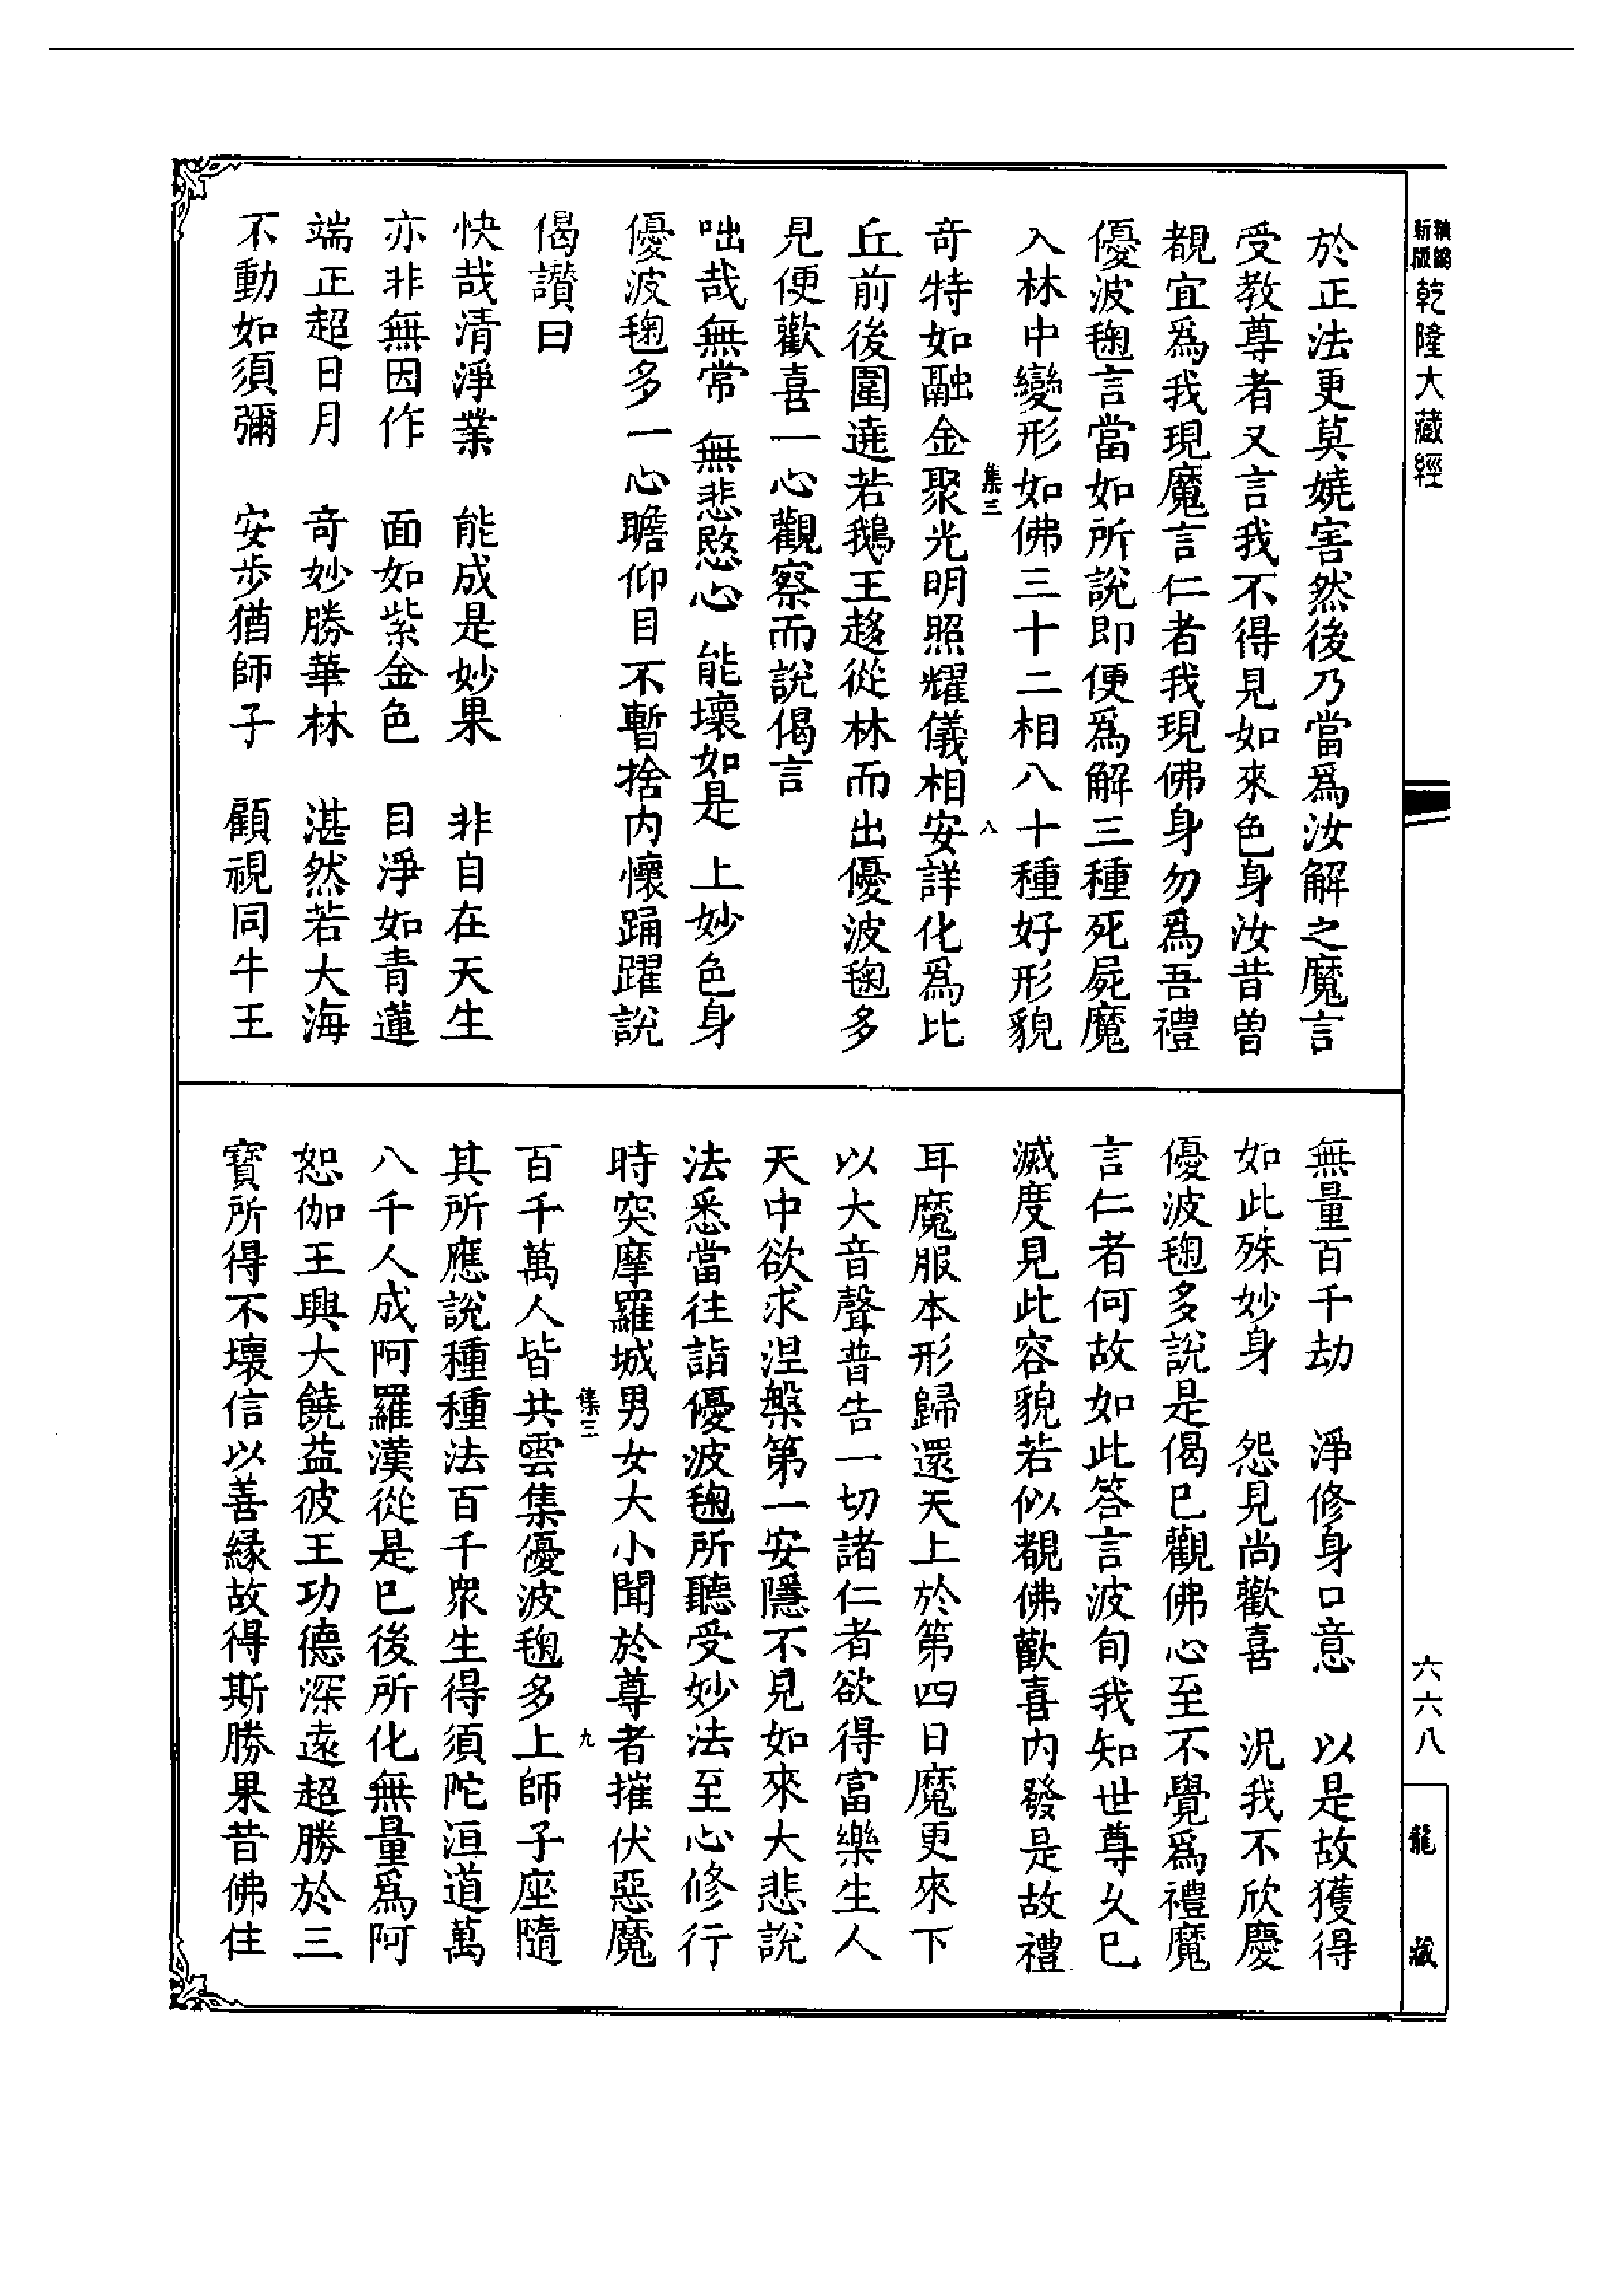 新版
精編
乾隆大藏經
於正法更莫嬈害然後乃當爲汝解之魔言
受教尊者又言我不得見如來色身汝昔曽
覩宜爲我現魔言仁者我現佛身勿爲吾禮
優波毱言當如所說即便爲解三種死屍魔
入林中變形如佛三十二相八十種好形貌
集三
八
奇特如融金聚光明照耀儀相安詳化爲比
丘前後圍遶若鵝王趍從林而出優波毱多
見便歡喜一心觀察而說偈言
咄哉無常 無悲愍心 能壞如是 上妙色身
優波毱多一心瞻仰目不暫捨内懷踊躍說
偈讃曰
快哉清淨業 能成是妙果 非自在天生
亦非無因作 面如紫金色 目淨如青蓮
端正超日月 奇妙勝華林 湛然若大海
不動如須彌 安步猶師子 顧視同牛王
無量百千劫 淨修身口意 以是故獲得
如此殊妙身 怨見尚歡喜 況我不欣慶
優波毱多說是偈已觀佛心至不覺爲禮魔
言仁者何故如此答言波旬我知世尊乆已
滅度見此容貌若似覩佛歡喜内發是故禮
耳魔服本形歸還天上於第四日魔更來下
以大音聲普告一切諸仁者欲得富樂生人
天中欲求涅槃第一安隱不見如來大悲說
法悉當往詣優波毱所聽受妙法至心修行
時突摩羅城男女大小聞於尊者摧伏惡魔
集三
九
百千萬人皆共雲集優波毱多上師子座隨
其所應說種種法百千衆生得須陀洹道萬
八千人成阿羅漢從是已後所化無量爲阿
恕伽王興大饒益彼王功德深遠超勝於三
寶所得不壞信以善縁故得斯勝果昔佛住
六六八
龍藏